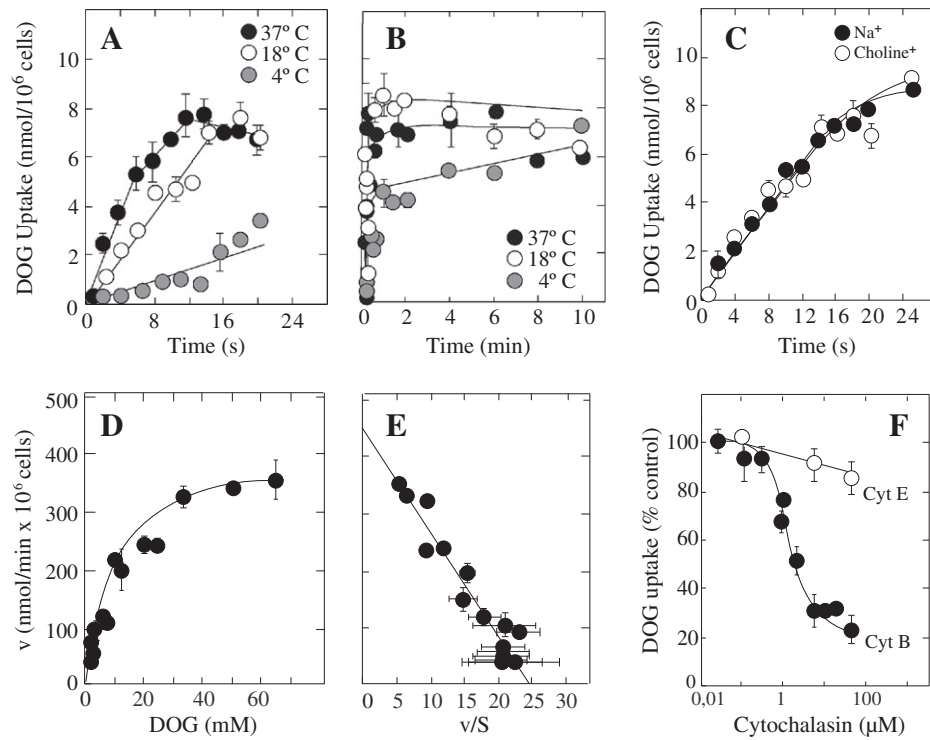 A
37º C
18º C
4º C
DOG Uptake (nmol/10⁶ cells)
10
8
6
4
2
0
0 8 16 24
Time (s)
B
37º C
18º C
4º C
0 2 4 6 8 10
Time (min)
C
Na⁺
Choline⁺
DOG Uptake (nmol/10⁶ cells)
10
8
6
4
2
0
0 4 8 12 16 20 24
Time (s)
D
v (nmol/min x 10⁶ cells)
500
400
300
200
100
0
0 10 20 30 40 50 60
DOG (mM)
E
0 5 10 15 20 25 30
v/S
F
DOG uptake (% control)
100
80
60
40
20
0
Cyt E
Cyt B
0,01 1 100
Cytochalasin (µM)